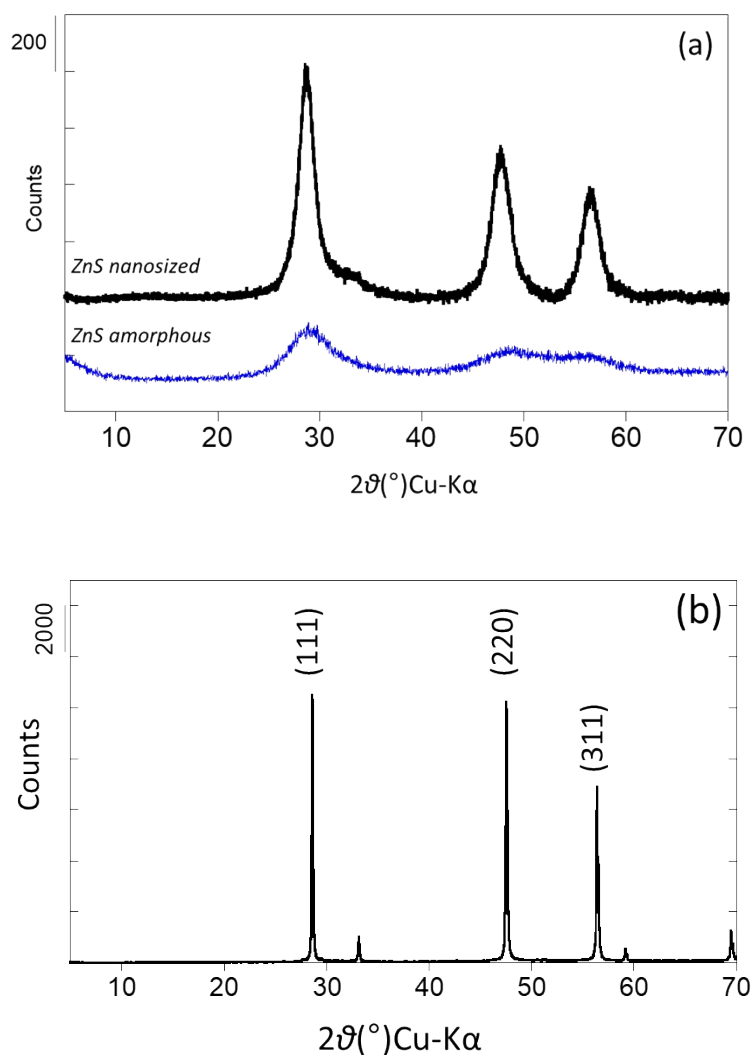 200
(a)
Counts
ZnS nanosized
ZnS amorphous
10 20 30 40 50 60 70
2ϑ(°)Cu-Kα
2000
(b)
(111)
(220)
(311)
Counts
10 20 30 40 50 60 70
2ϑ(°)Cu-Kα